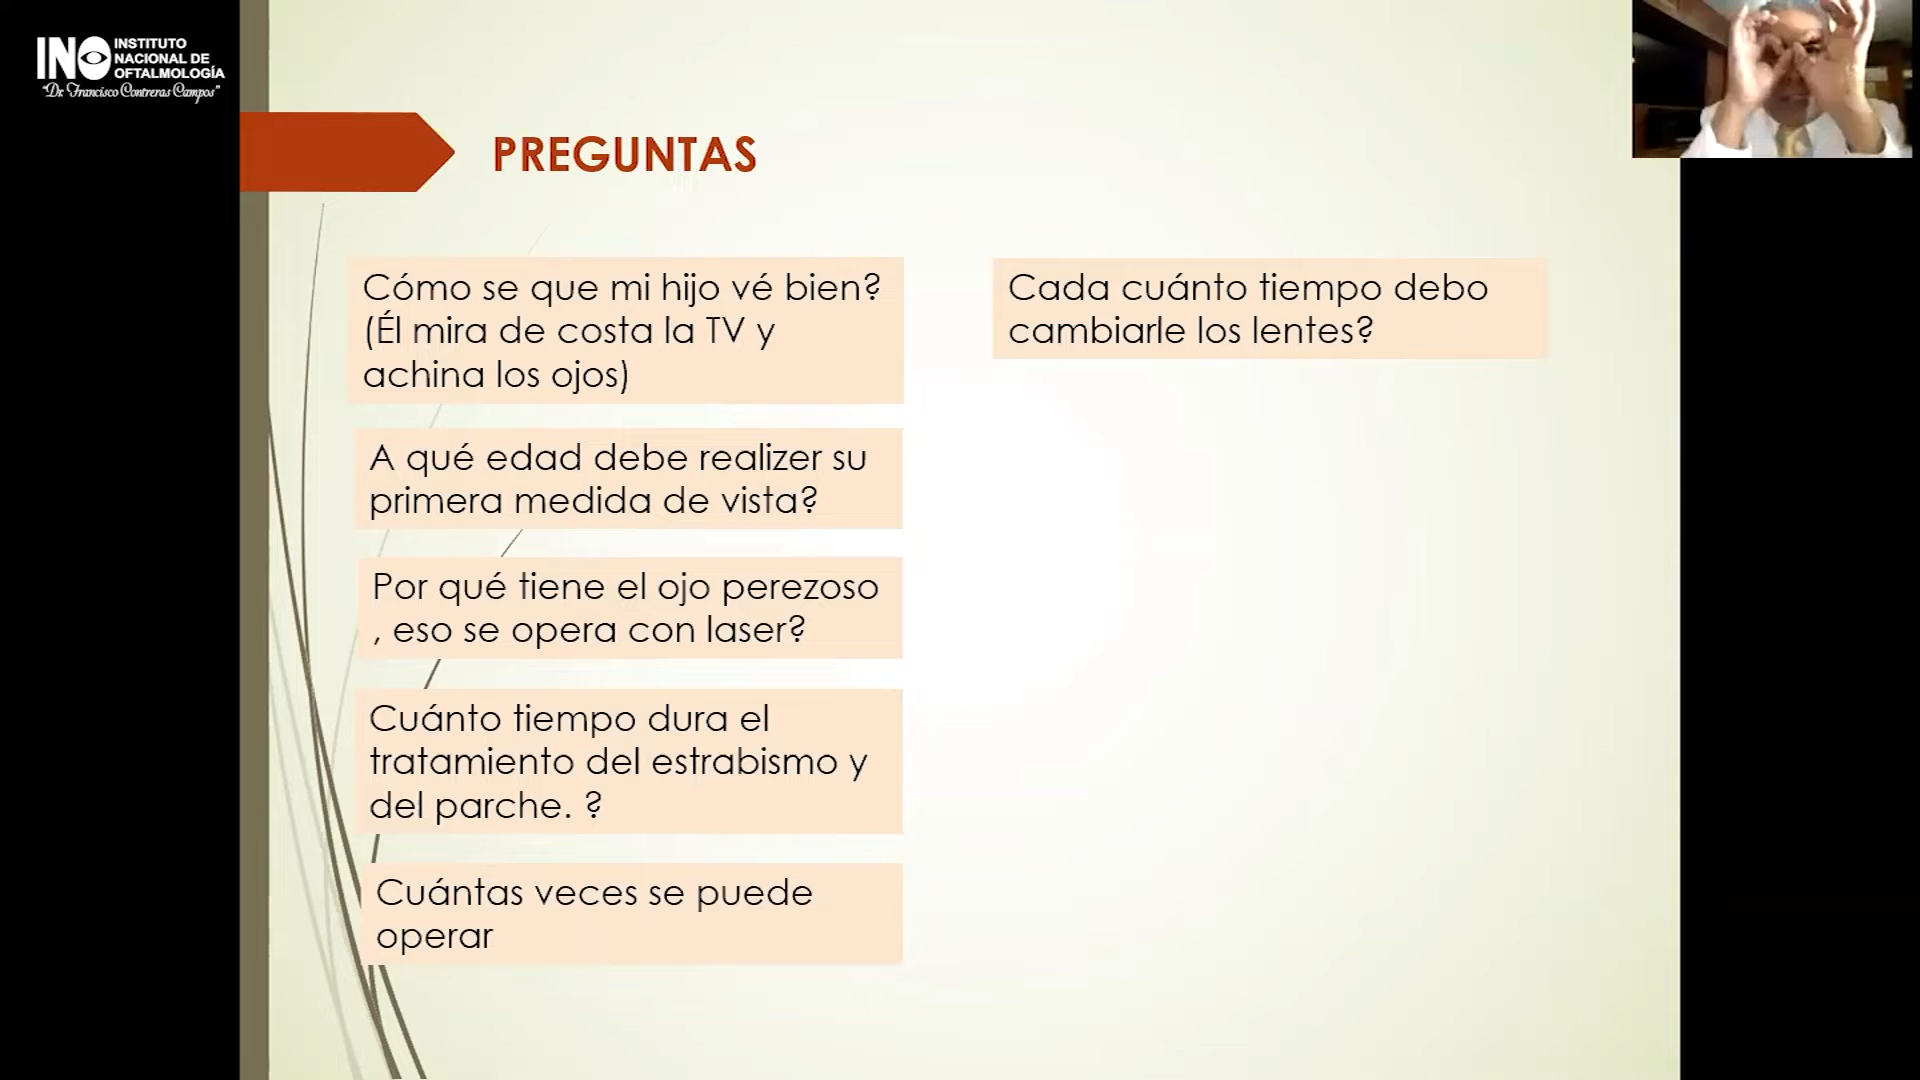 INO INSTITUTO
NACIONAL DE
OFTALMOLOGÍA
"Dr. Francisco Contreras Campos"
PREGUNTAS
Cómo se que mi hijo vé bien?
(Él mira de costa la TV y
achina los ojos)
A qué edad debe realizer su
primera medida de vista?
Por qué tiene el ojo perezoso
, eso se opera con laser?
Cuánto tiempo dura el
tratamiento del estrabismo y
del parche. ?
Cuántas veces se puede
operar
Cada cuánto tiempo debo
cambiarle los lentes?